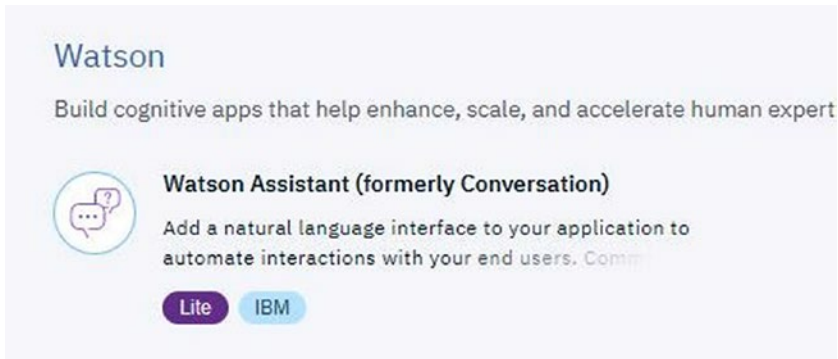 Watson
Build cognitive apps that help enhance, scale, and accelerate human expert
Watson Assistant (formerly Conversation)
?
Add a natural language interface to your application to
automate interactions with your end users. Comm
Lite IBM